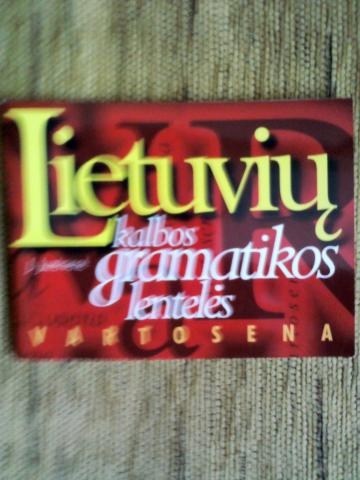 Lietuvių
kalbos
gramatikos
lentelės
VARTOSENA